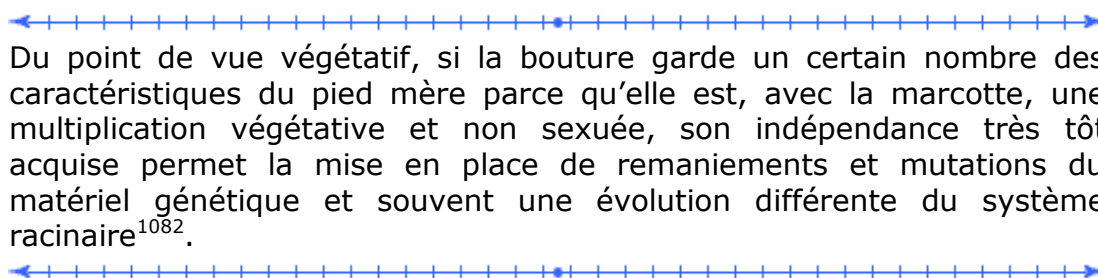 Du point de vue végétatif, si la bouture garde un certain nombre des
caractéristiques du pied mère parce qu'elle est, avec la marcotte, une
multiplication végétative et non sexuée, son indépendance très tôt
acquise permet la mise en place de remaniements et mutations du
matériel génétique et souvent une évolution différente du système
racinaire1082.